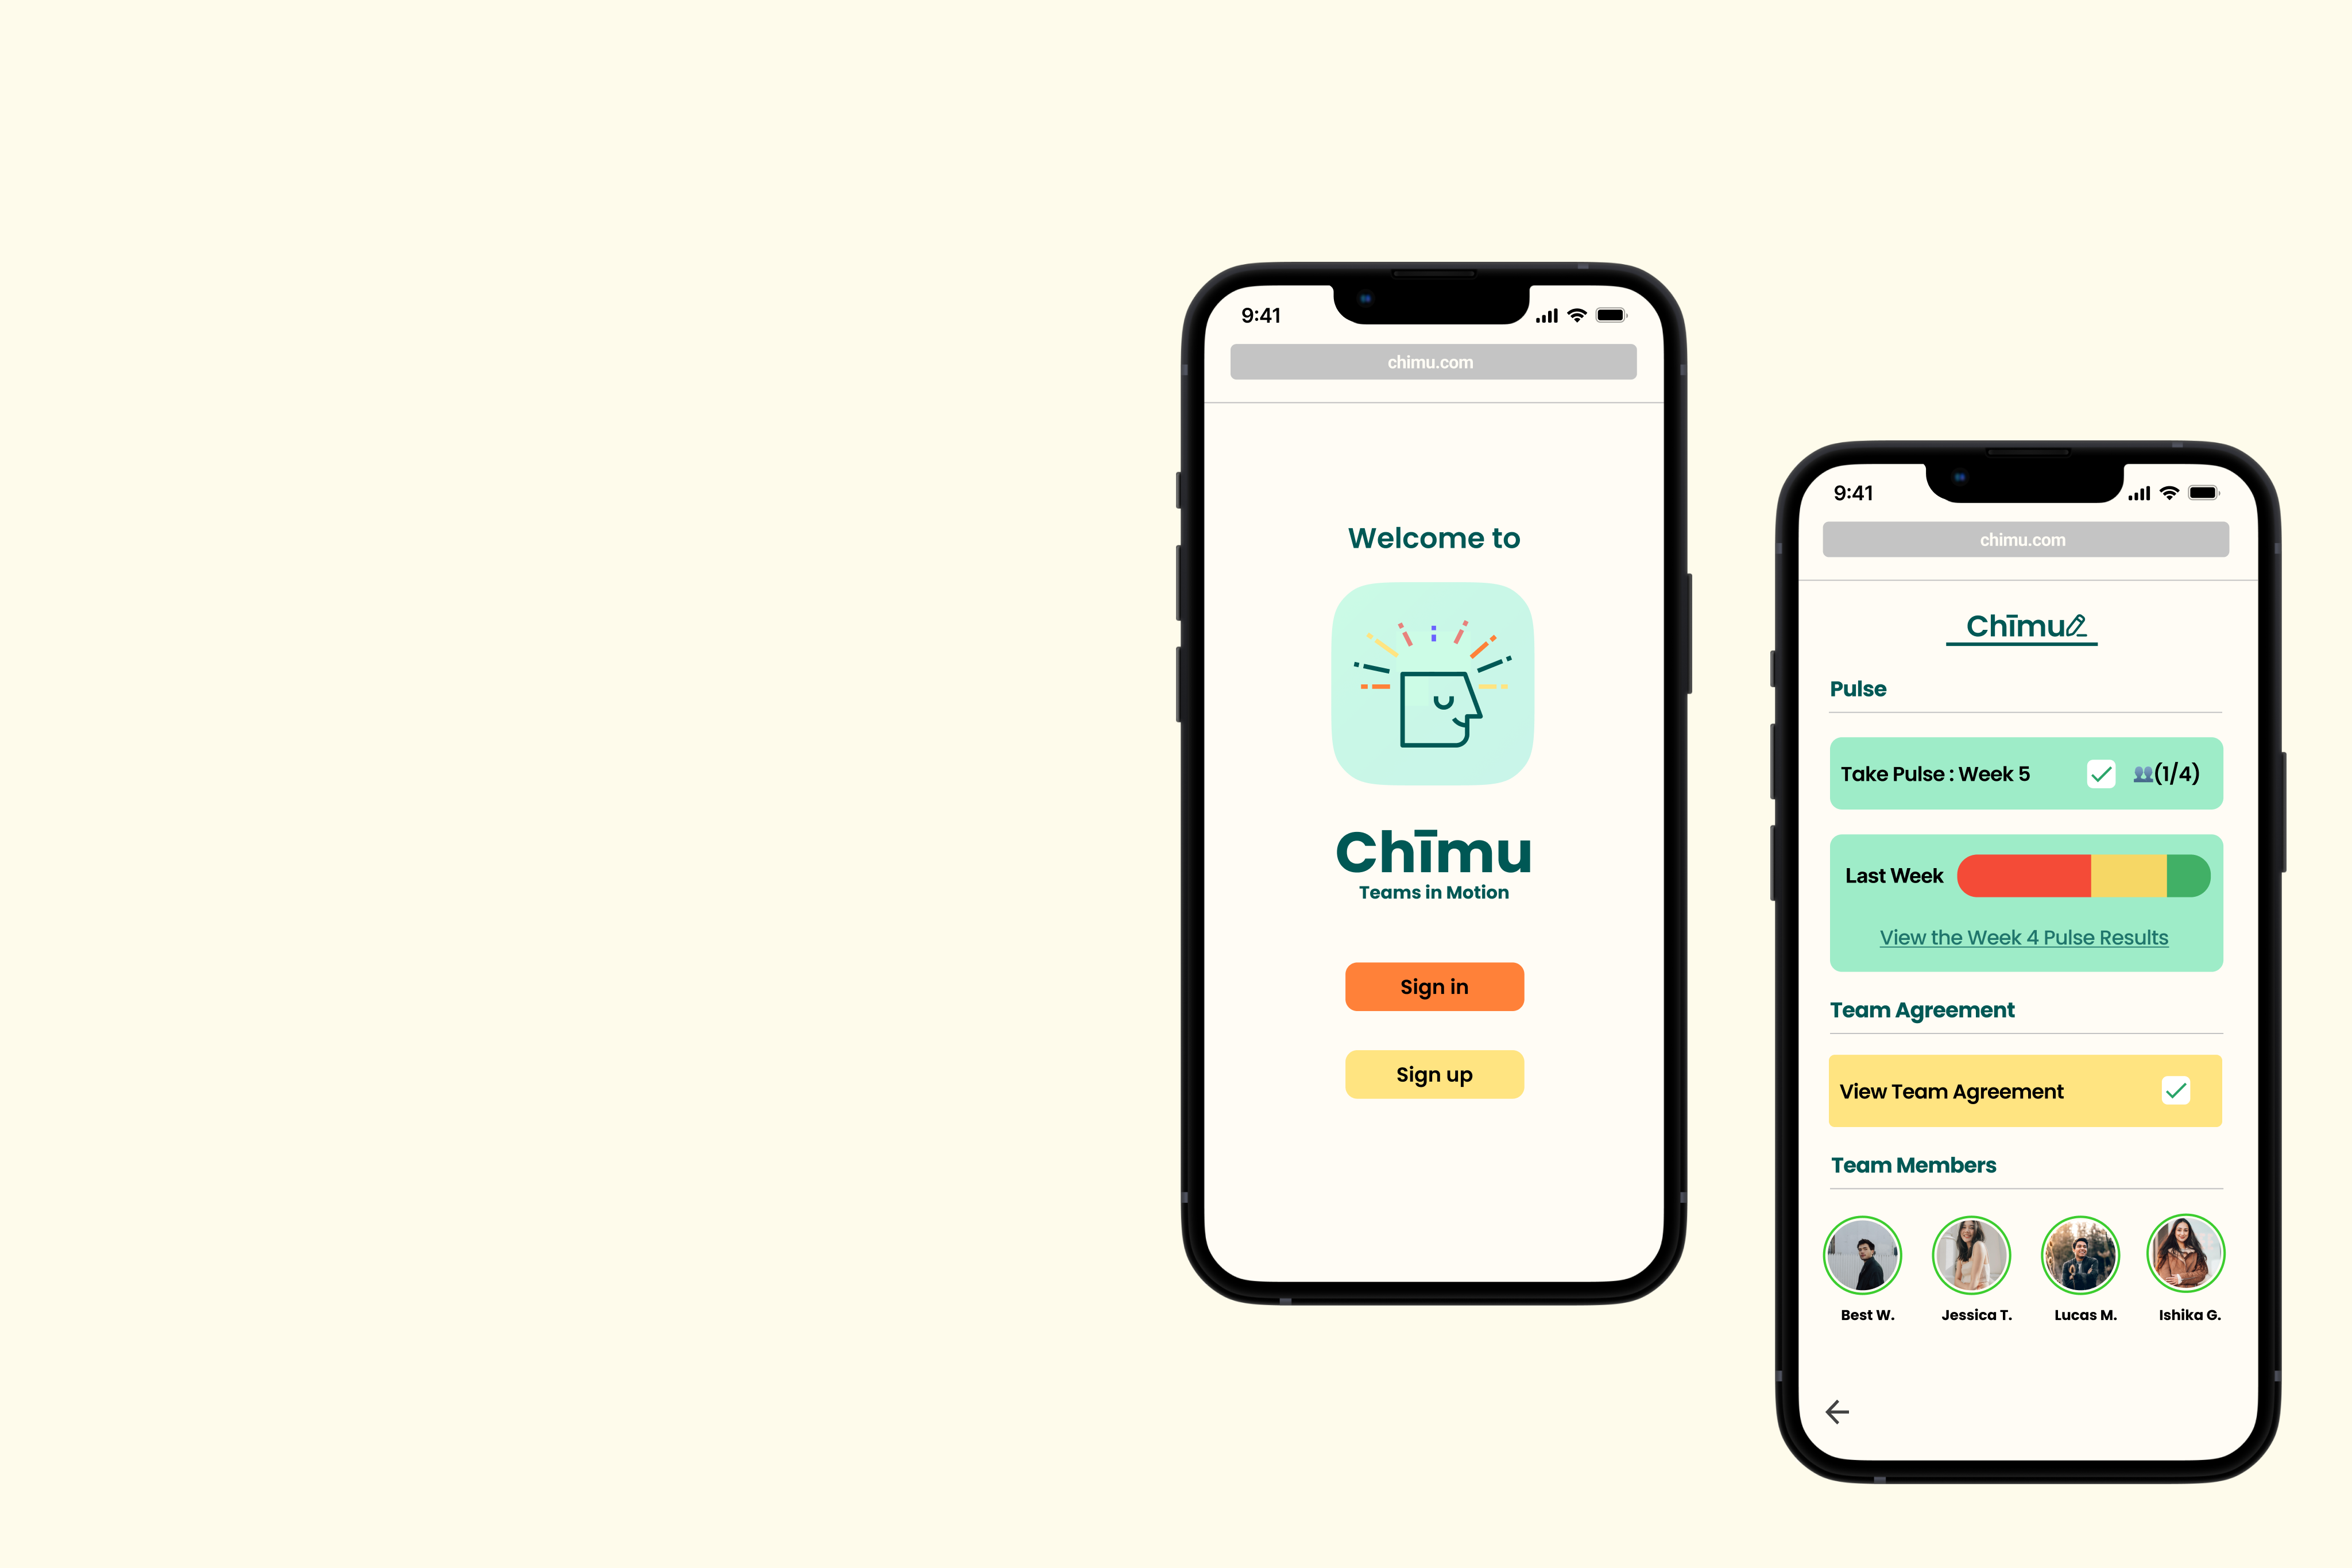 9:41
chimu.com
Welcome to
Chīmu
Teams in Motion
Sign in
Sign up
9:41
chimu.com
Chīmu
Pulse
Take Pulse : Week 5 👥(1/4)
Last Week
View the Week 4 Pulse Results
Team Agreement
View Team Agreement
Team Members
Best W. Jessica T. Lucas M. Ishika G.